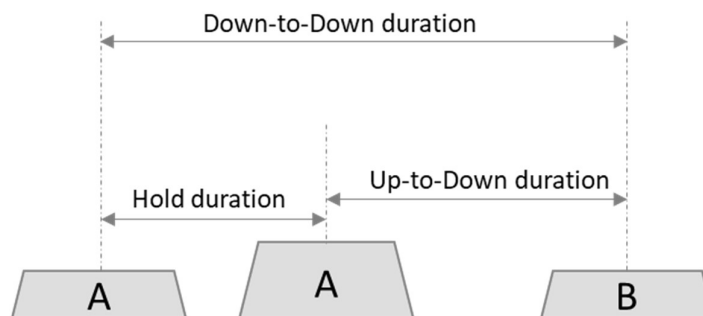 Down-to-Down duration
Up-to-Down duration
Hold duration
A
A
B